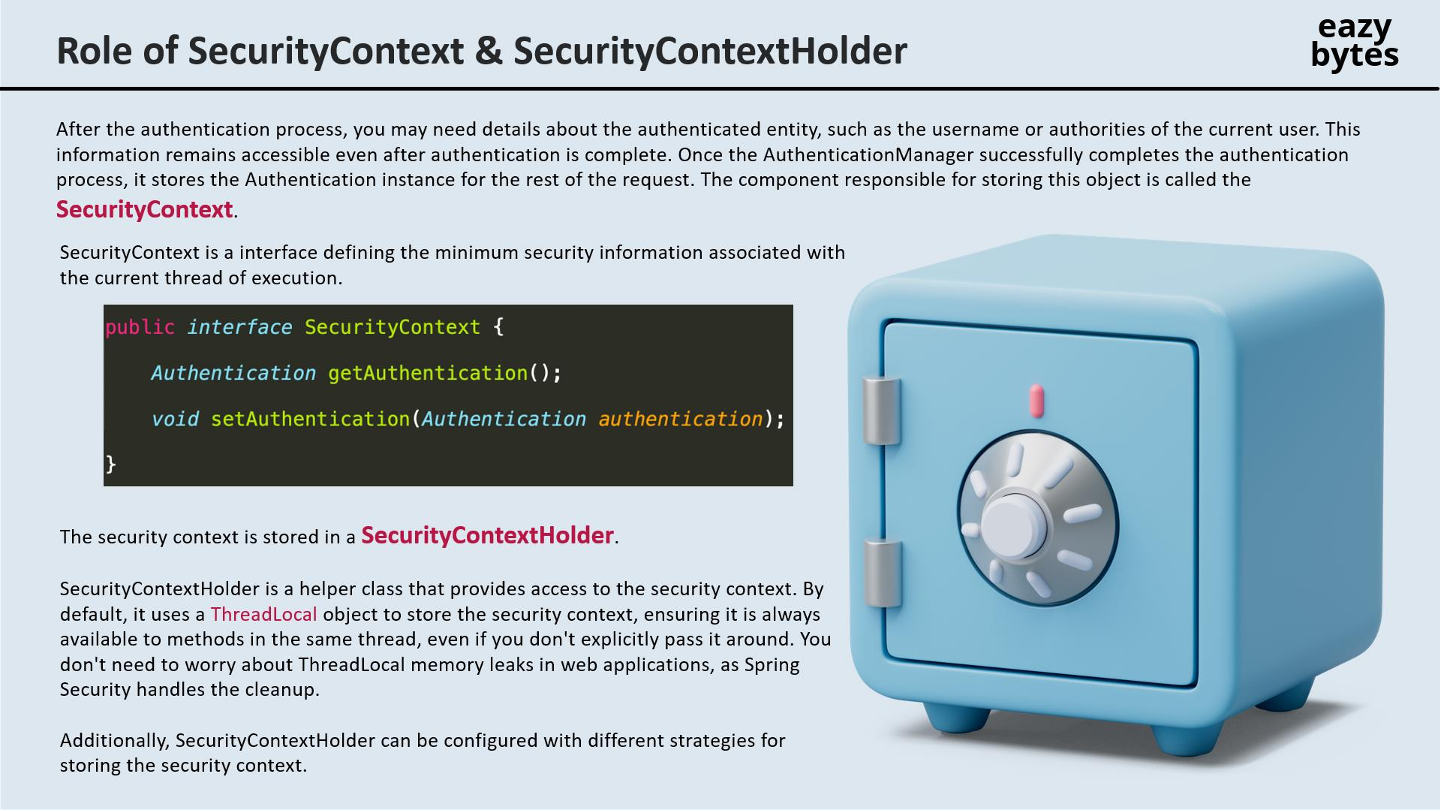 Role of SecurityContext & SecurityContextHolder
eazy
bytes
After the authentication process, you may need details about the authenticated entity, such as the username or authorities of the current user. This
information remains accessible even after authentication is complete. Once the AuthenticationManager successfully completes the authentication
process, it stores the Authentication instance for the rest of the request. The component responsible for storing this object is called the
SecurityContext.
SecurityContext is a interface defining the minimum security information associated with
the current thread of execution.
public interface SecurityContext {
Authentication getAuthentication();
void setAuthentication(Authentication authentication);
}
The security context is stored in a SecurityContextHolder.
SecurityContextHolder is a helper class that provides access to the security context. By
default, it uses a ThreadLocal object to store the security context, ensuring it is always
available to methods in the same thread, even if you don't explicitly pass it around. You
don't need to worry about ThreadLocal memory leaks in web applications, as Spring
Security handles the cleanup.
Additionally, SecurityContextHolder can be configured with different strategies for
storing the security context.